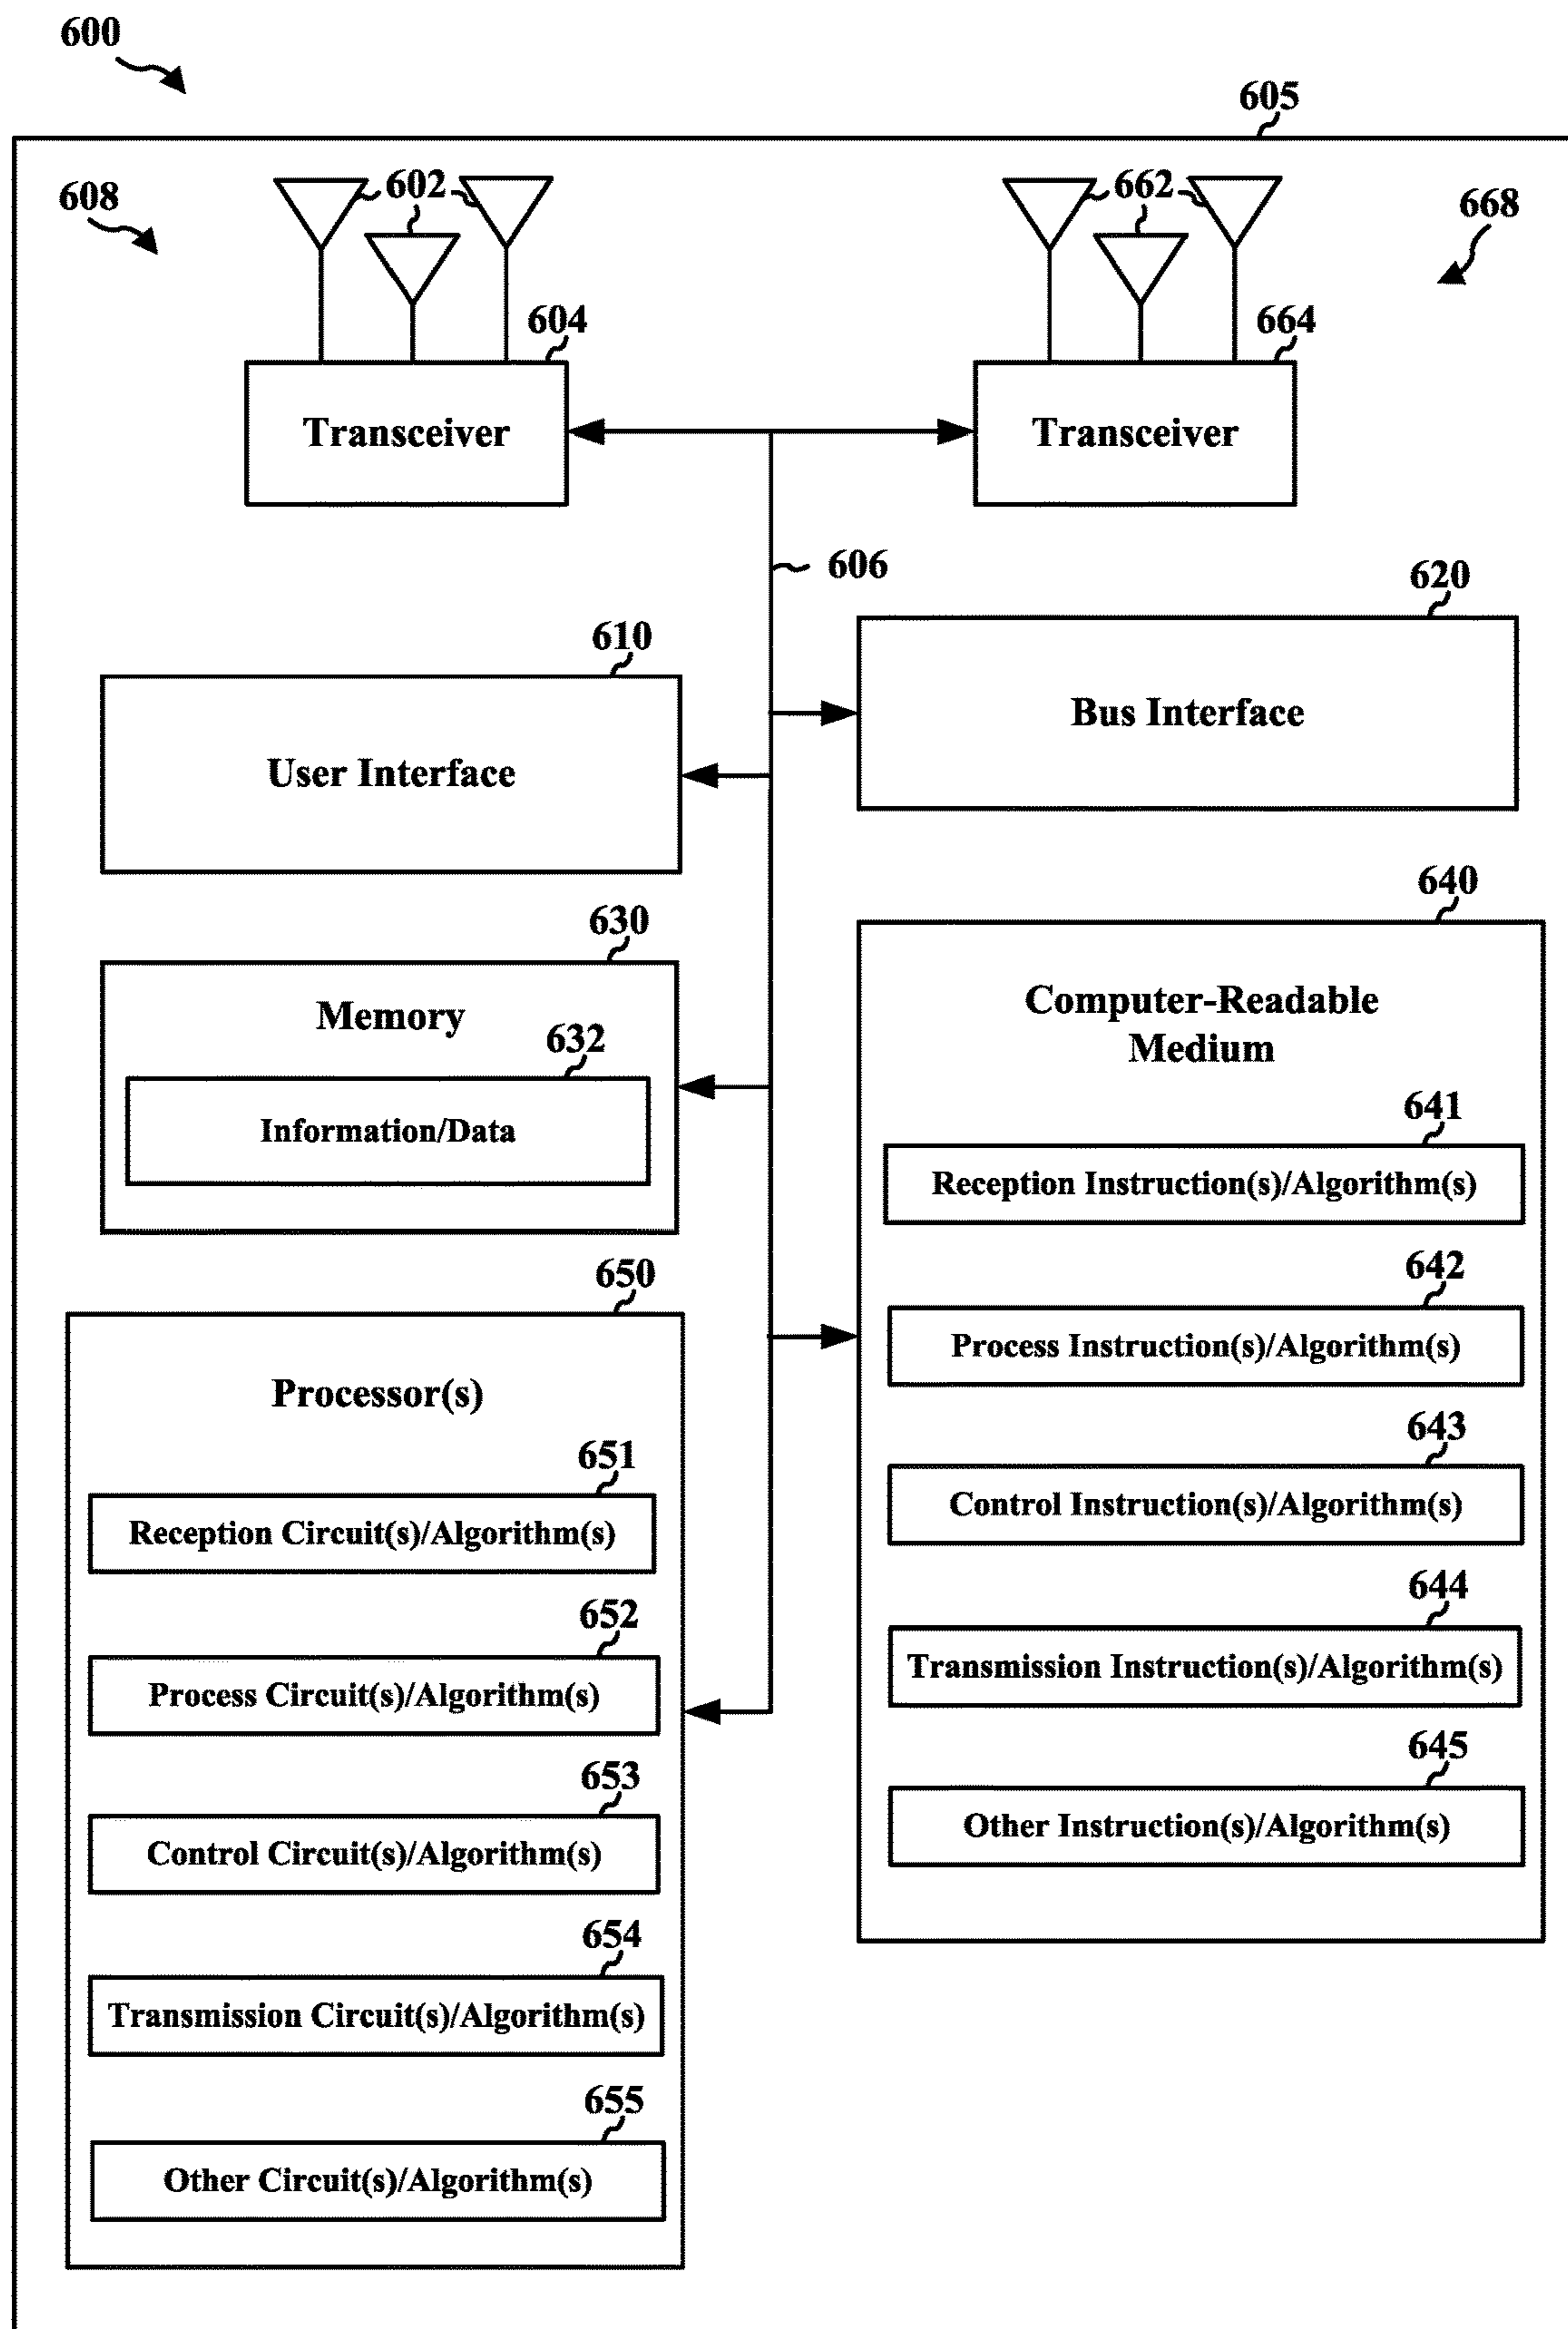 600
605
608
602
662
668
604
664
Transceiver
Transceiver
606
620
610
Bus Interface
User Interface
640
630
Computer-Readable
Medium
Memory
632
Information/Data
641
Reception Instruction(s)/Algorithm(s)
642
Process Instruction(s)/Algorithm(s)
650
Processor(s)
643
Control Instruction(s)/Algorithm(s)
651
Reception Circuit(s)/Algorithm(s)
644
Transmission Instruction(s)/Algorithm(s)
652
Process Circuit(s)/Algorithm(s)
645
Other Instruction(s)/Algorithm(s)
653
Control Circuit(s)/Algorithm(s)
654
Transmission Circuit(s)/Algorithm(s)
655
Other Circuit(s)/Algorithm(s)